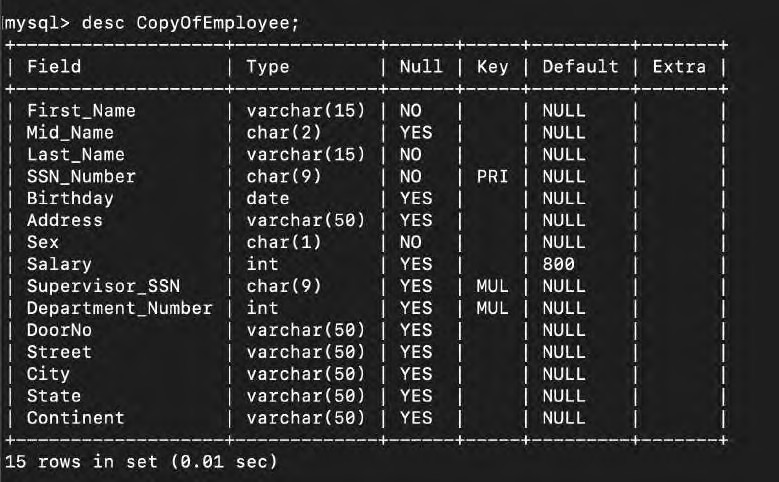 mysql> desc CopyOfEmployee;
+-------------------+-------------+------+-----+---------+-------+
| Field             | Type        | Null | Key | Default | Extra |
+-------------------+-------------+------+-----+---------+-------+
| First_Name        | varchar(15) | NO   |     | NULL    |       |
| Mid_Name          | char(2)     | YES  |     | NULL    |       |
| Last_Name         | varchar(15) | NO   |     | NULL    |       |
| SSN_Number        | char(9)     | NO   | PRI | NULL    |       |
| Birthday          | date        | YES  |     | NULL    |       |
| Address           | varchar(50) | YES  |     | NULL    |       |
| Sex               | char(1)     | NO   |     | NULL    |       |
| Salary            | int         | YES  |     | 800     |       |
| Supervisor_SSN    | char(9)     | YES  | MUL | NULL    |       |
| Department_Number | int         | YES  | MUL | NULL    |       |
| DoorNo            | varchar(50) | YES  |     | NULL    |       |
| Street            | varchar(50) | YES  |     | NULL    |       |
| City              | varchar(50) | YES  |     | NULL    |       |
| State             | varchar(50) | YES  |     | NULL    |       |
| Continent         | varchar(50) | YES  |     | NULL    |       |
+-------------------+-------------+------+-----+---------+-------+
15 rows in set (0.01 sec)